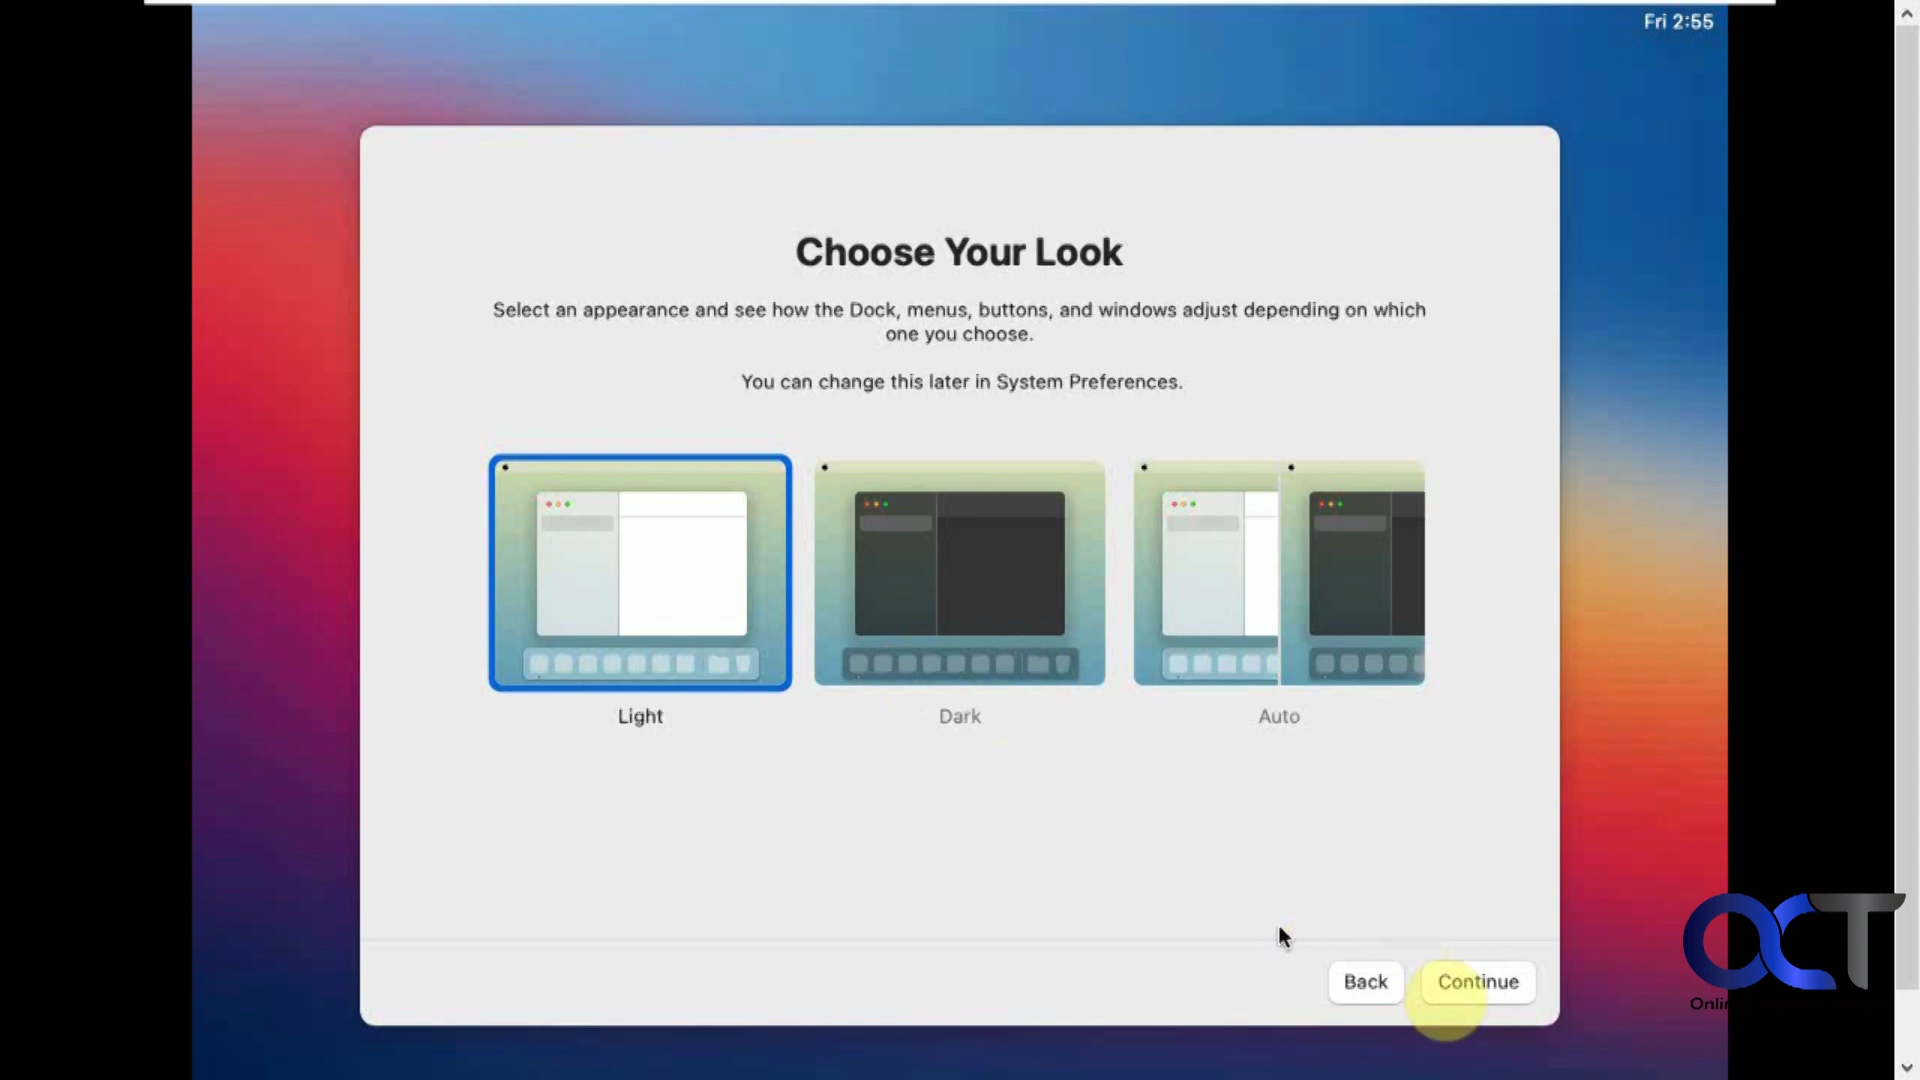 Fri 2:55
Choose Your Look
Select an appearance and see how the Dock, menus, buttons, and windows adjust depending on which
one you choose.
You can change this later in System Preferences.
Light
Dark
Auto
Back
Continue
OCT